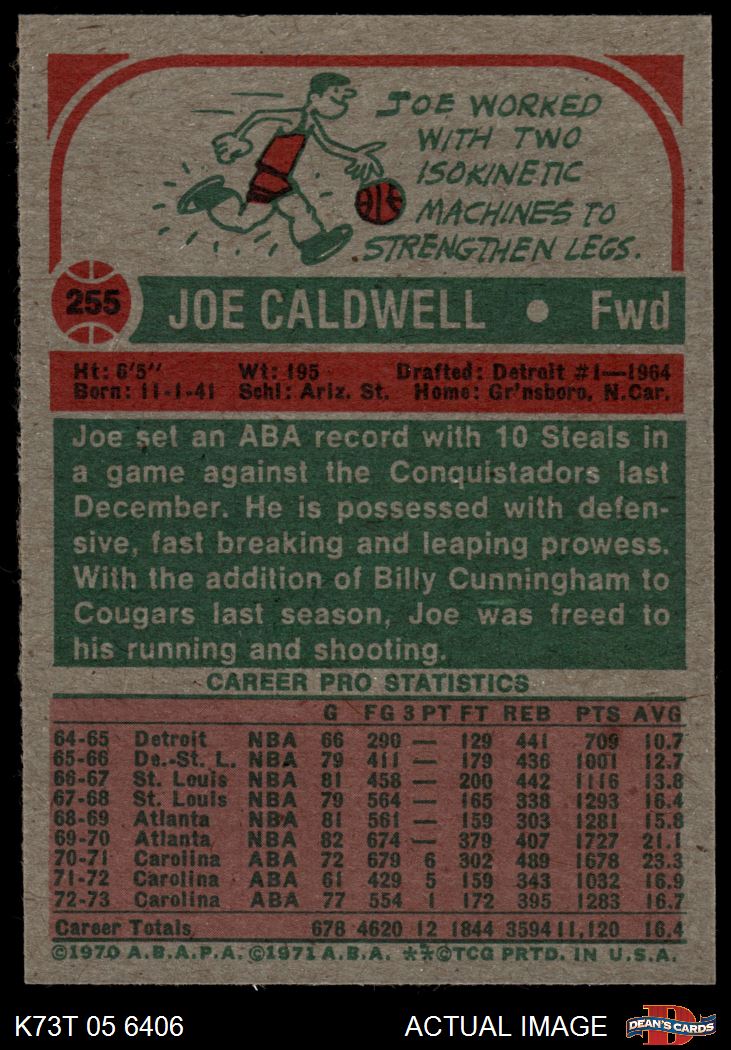 JOE WORKED
WITH TWO
ISOKINETIC
MACHINES TO
STRENGTHEN LEGS.
255 JOE CALDWELL • Fwd
Ht: 6'5" Wt: 195 Drafted: Detroit #1—1964
Born: 11-1-41 Schl: Ariz. St. Home: Gr'nsboro, N.Car.
Joe set an ABA record with 10 Steals in
a game against the Conquistadors last
December. He is possessed with defen-
sive, fast breaking and leaping prowess.
With the addition of Billy Cunningham to
Cougars last season, Joe was freed to
his running and shooting.
CAREER PRO STATISTICS
G FG 3 PT FT REB PTS AVG
64-65 Detroit NBA 66 290 — 129 441 709 10.7
65-66 De.-St. L. NBA 79 411 — 179 436 1001 12.7
66-67 St. Louis NBA 81 458 — 200 442 1116 13.8
67-68 St. Louis NBA 79 564 — 165 338 1293 16.4
68-69 Atlanta NBA 81 561 — 159 303 1281 15.8
69-70 Atlanta NBA 82 674 — 379 407 1727 21.1
70-71 Carolina ABA 72 679 6 302 489 1678 23.3
71-72 Carolina ABA 61 429 5 159 343 1032 16.9
72-73 Carolina ABA 77 554 1 172 395 1283 16.7
Career Totals 678 4620 12 1844 3594 11,120 16.4
©1970 A.B.A.P.A. ©1971 A.B.A. **©TCG PRTD. IN U.S.A.
K73T 05 6406 ACTUAL IMAGE D DEAN'S CARDS